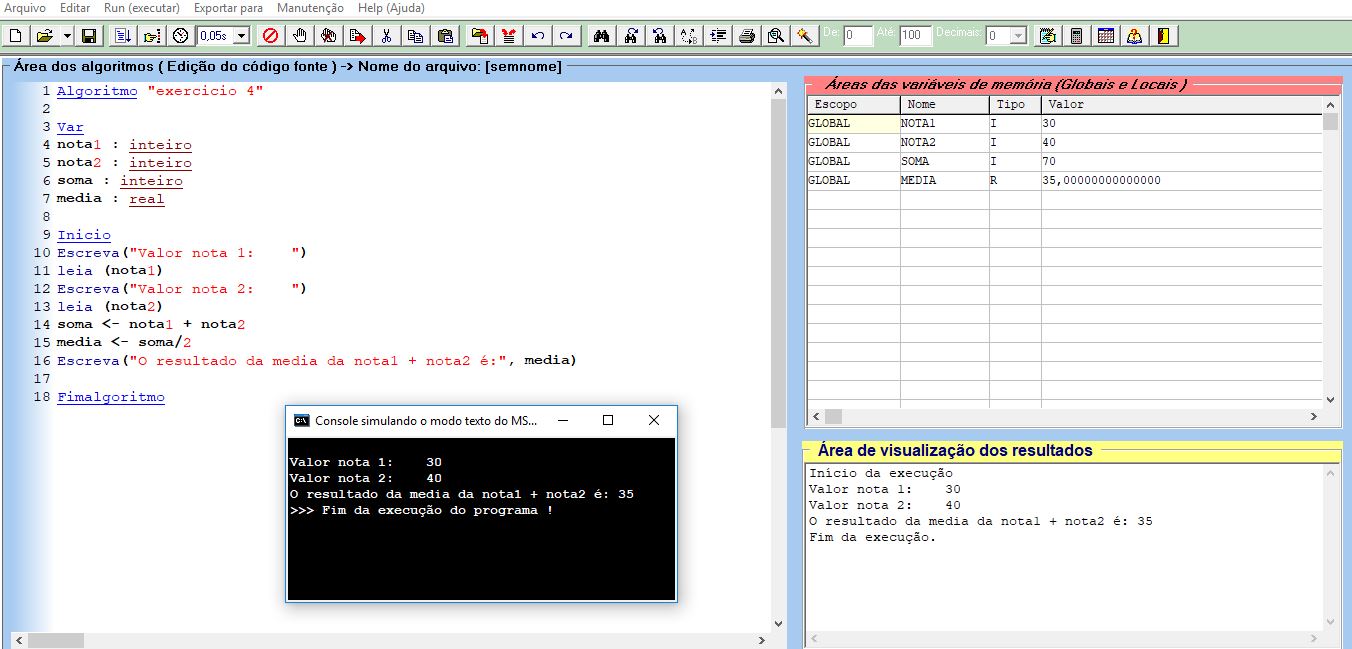 Arquivo Editar Run (executar) Exportar para Manutenção Help (Ajuda)
0,05s De: 0 Até: 100 Decimais: 0
Área dos algoritmos ( Edição do código fonte ) -> Nome do arquivo: [semnome]
1 Algoritmo "exercicio 4"
2
3 Var
4 nota1 : inteiro
5 nota2 : inteiro
6 soma : inteiro
7 media : real
8
9 Inicio
10 Escreva("Valor nota 1:    ")
11 leia (nota1)
12 Escreva("Valor nota 2:    ")
13 leia (nota2)
14 soma <- nota1 + nota2
15 media <- soma/2
16 Escreva("O resultado da media da nota1 + nota2 é:", media)
17
18 Fimalgoritmo
Console simulando o modo texto do MS...
Valor nota 1:    30
Valor nota 2:    40
O resultado da media da nota1 + nota2 é: 35
>>> Fim da execução do programa !
Áreas das variáveis de memória (Globais e Locais )
Escopo Nome Tipo Valor
GLOBAL NOTA1 I 30
GLOBAL NOTA2 I 40
GLOBAL SOMA I 70
GLOBAL MEDIA R 35,00000000000000
Área de visualização dos resultados
Início da execução
Valor nota 1:    30
Valor nota 2:    40
O resultado da media da nota1 + nota2 é: 35
Fim da execução.